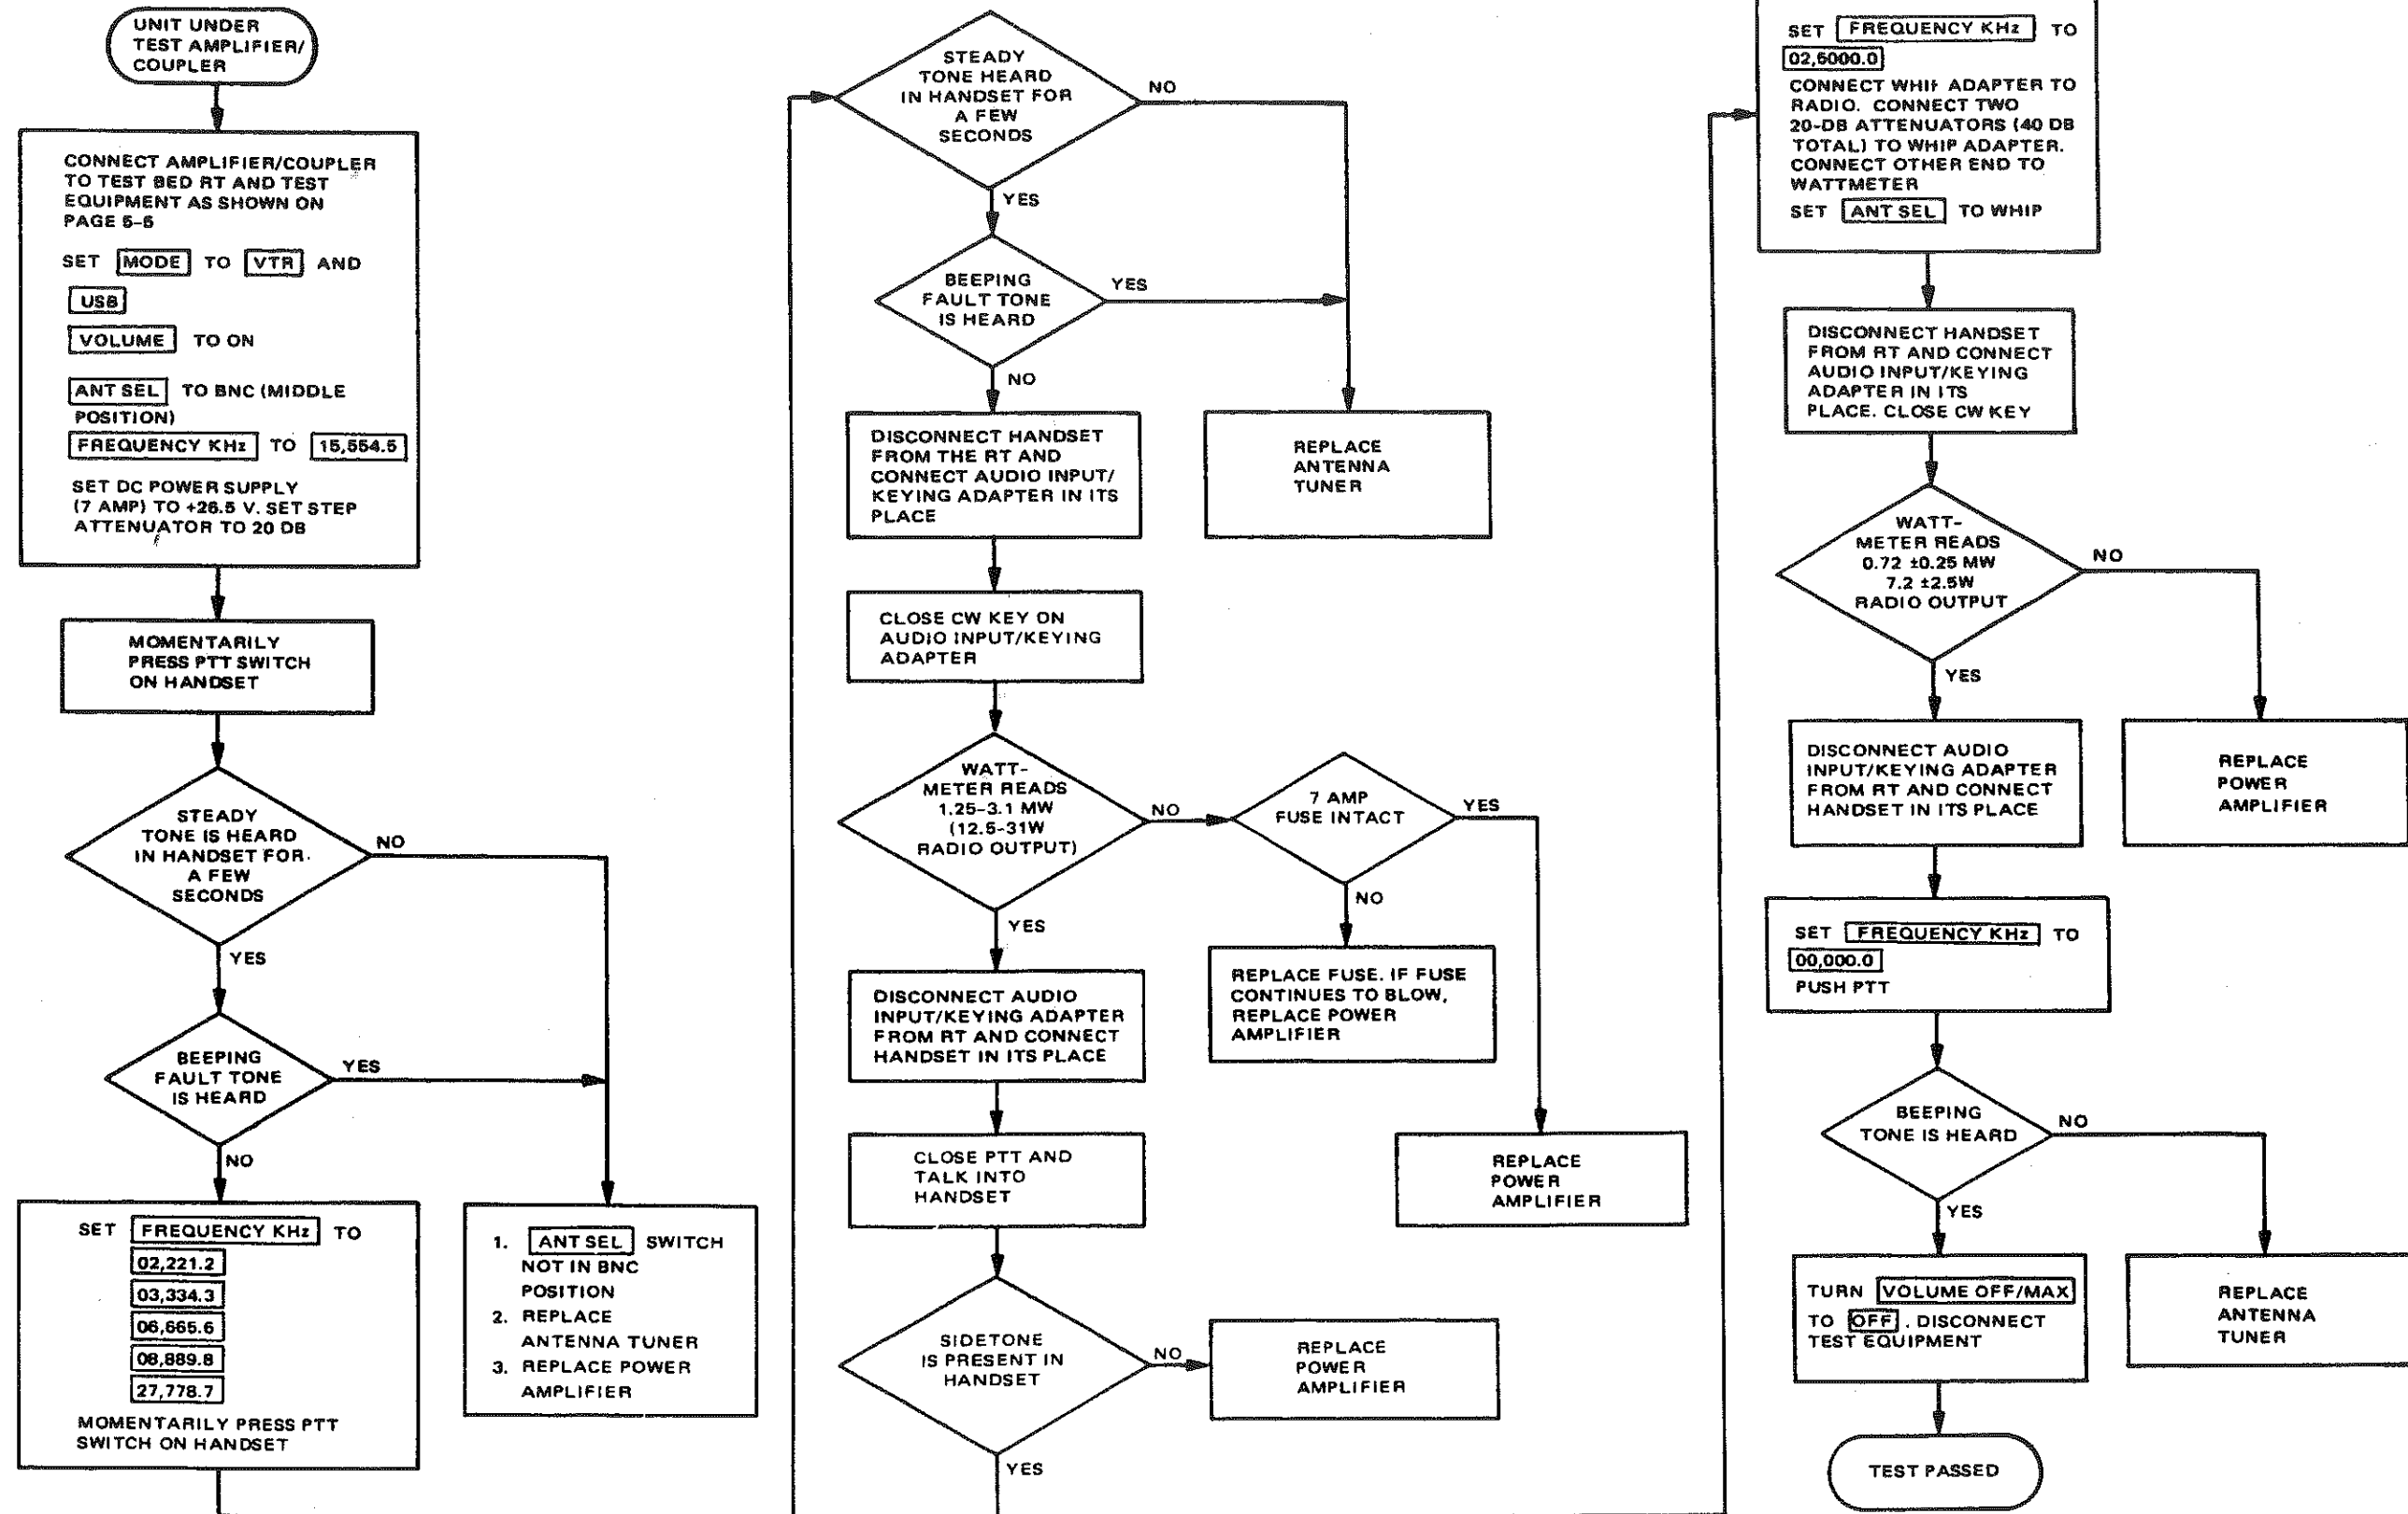 UNIT UNDER
TEST AMPLIFIER/
COUPLER
CONNECT AMPLIFIER/COUPLER
TO TEST BED RT AND TEST
EQUIPMENT AS SHOWN ON
PAGE 5-5
SET MODE TO VTR AND
USB
VOLUME TO ON
ANT SEL TO BNC (MIDDLE
POSITION)
FREQUENCY KHz TO 15,554.5
SET DC POWER SUPPLY
(7 AMP) TO +26.5 V. SET STEP
ATTENUATOR TO 20 DB
MOMENTARILY
PRESS PTT SWITCH
ON HANDSET
STEADY
TONE IS HEARD
IN HANDSET FOR
A FEW
SECONDS
NO
YES
BEEPING
FAULT TONE
IS HEARD
YES
NO
SET FREQUENCY KHz TO
02,221.2
03,334.3
06,665.6
08,889.8
27,778.7
MOMENTARILY PRESS PTT
SWITCH ON HANDSET
1. ANT SEL SWITCH
NOT IN BNC
POSITION
2. REPLACE
ANTENNA TUNER
3. REPLACE POWER
AMPLIFIER
STEADY
TONE HEARD
IN HANDSET FOR
A FEW
SECONDS
NO
YES
BEEPING
FAULT TONE
IS HEARD
YES
NO
DISCONNECT HANDSET
FROM THE RT AND
CONNECT AUDIO INPUT/
KEYING ADAPTER IN ITS
PLACE
REPLACE
ANTENNA
TUNER
CLOSE CW KEY ON
AUDIO INPUT/KEYING
ADAPTER
WATT-
METER READS
1.25-3.1 MW
(12.5-31W
RADIO OUTPUT)
NO
YES
7 AMP
FUSE INTACT
YES
NO
REPLACE FUSE. IF FUSE
CONTINUES TO BLOW,
REPLACE POWER
AMPLIFIER
REPLACE
POWER
AMPLIFIER
DISCONNECT AUDIO
INPUT/KEYING ADAPTER
FROM RT AND CONNECT
HANDSET IN ITS PLACE
CLOSE PTT AND
TALK INTO
HANDSET
SIDETONE
IS PRESENT IN
HANDSET
NO
YES
REPLACE
POWER
AMPLIFIER
SET FREQUENCY KHz TO
02,5000.0
CONNECT WHIP ADAPTER TO
RADIO. CONNECT TWO
20-DB ATTENUATORS (40 DB
TOTAL) TO WHIP ADAPTER.
CONNECT OTHER END TO
WATTMETER
SET ANT SEL TO WHIP
DISCONNECT HANDSET
FROM RT AND CONNECT
AUDIO INPUT/KEYING
ADAPTER IN ITS
PLACE. CLOSE CW KEY
WATT-
METER READS
0.72 ±0.25 MW
7.2 ±2.5W
RADIO OUTPUT
NO
YES
DISCONNECT AUDIO
INPUT/KEYING ADAPTER
FROM RT AND CONNECT
HANDSET IN ITS PLACE
REPLACE
POWER
AMPLIFIER
SET FREQUENCY KHz TO
00,000.0
PUSH PTT
BEEPING
TONE IS HEARD
NO
YES
TURN VOLUME OFF/MAX
TO OFF . DISCONNECT
TEST EQUIPMENT
REPLACE
ANTENNA
TUNER
TEST PASSED